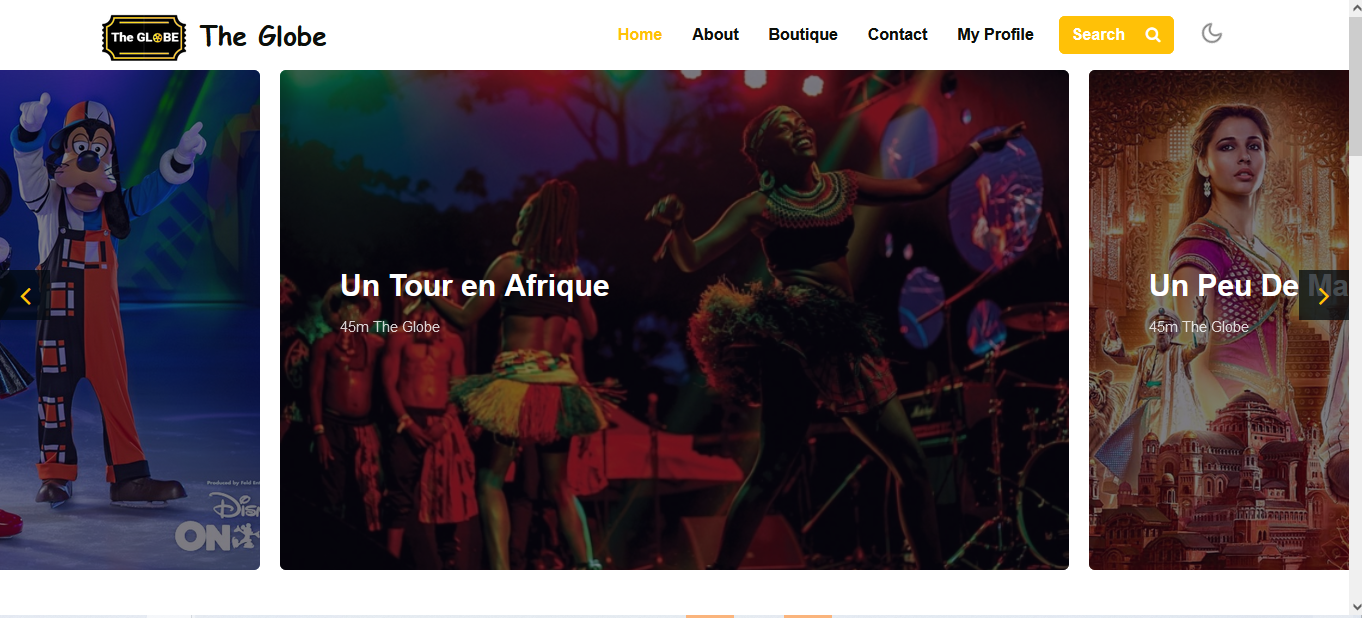 The GLOBE
The Globe
Home
About
Boutique
Contact
My Profile
Search
Un Tour en Afrique
45m The Globe
Un Peu De Ma
45m The Globe
Produced by Feld En
Disn
ON